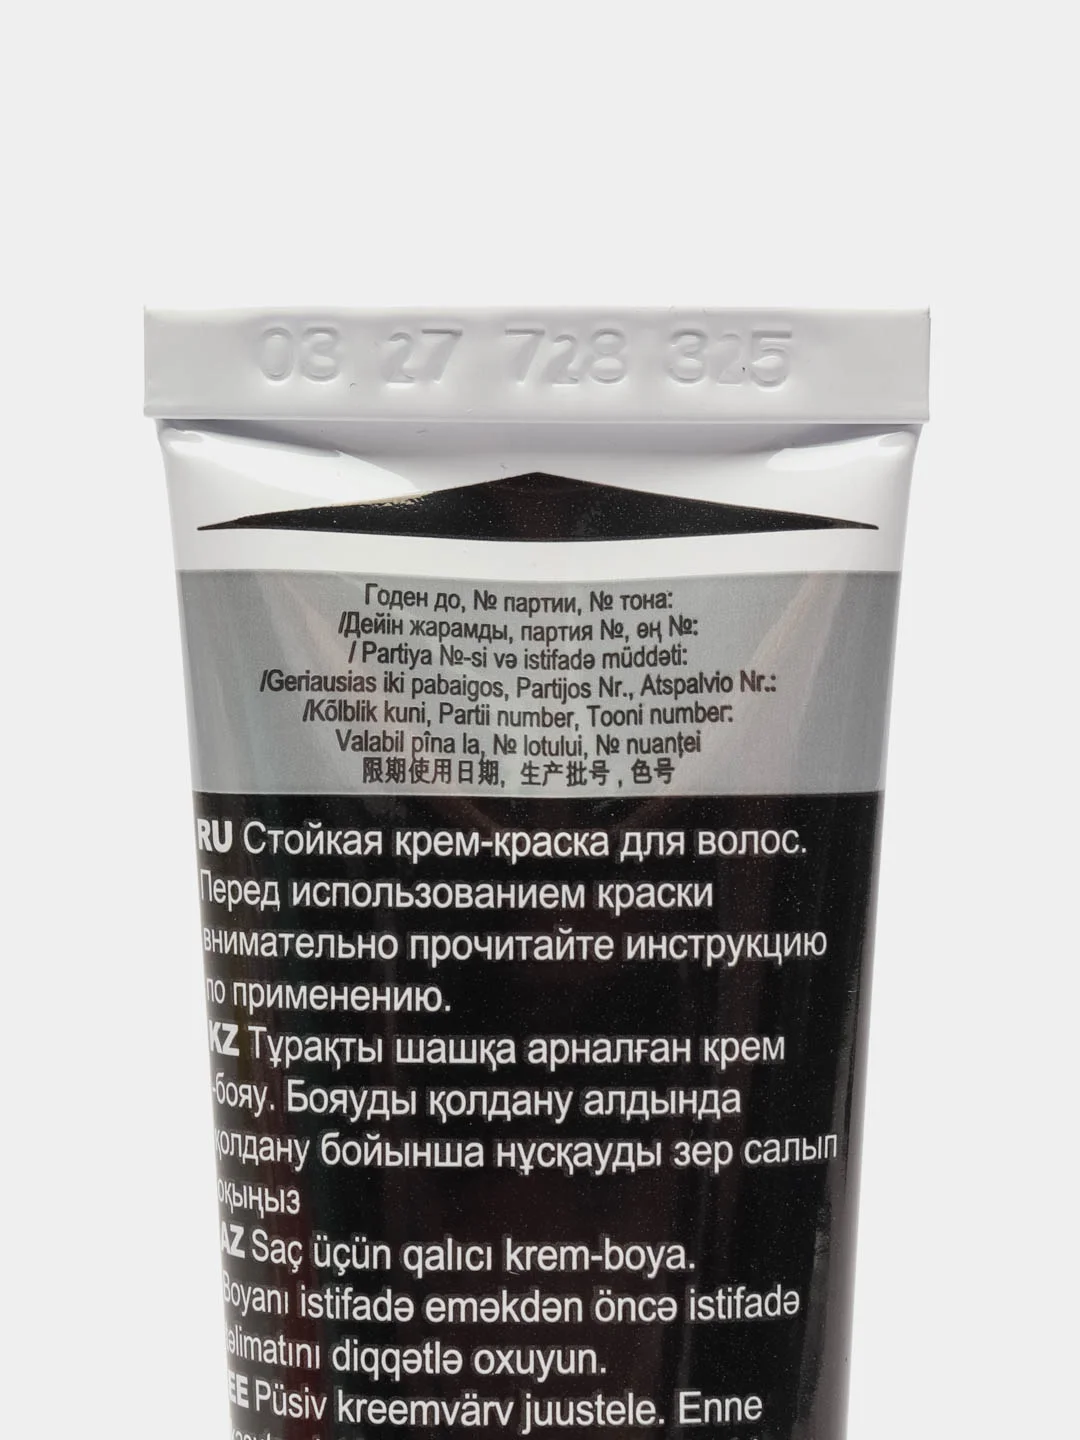 03 27 728 325
Годен до, № партии, № тона:
/Дейін жарамды, партия №, өң №:
/ Partiya №-si və istifadə müddəti:
/Geriausias iki pabaigos, Partijos Nr., Atspalvio Nr.:
/Kõlblik kuni, Partii number, Tooni number:
Valabil pîna la, № lotului, № nuanței
限期使用日期, 生产批号 , 色号
RU Стойкая крем-краска для волос.
Перед использованием краски
внимательно прочитайте инструкцию
по применению.
KZ Тұрақты шашқа арналған крем
-бояу. Бояуды қолдану алдында
қолдану бойынша нұсқауды зер салып
оқыңыз
AZ Saç üçün qalıcı krem-boya.
Boyanı istifadə eməkdən öncə istifadə
təlimatını diqqətlə oxuyun.
EE Püsiv kreemvärv juustele. Enne